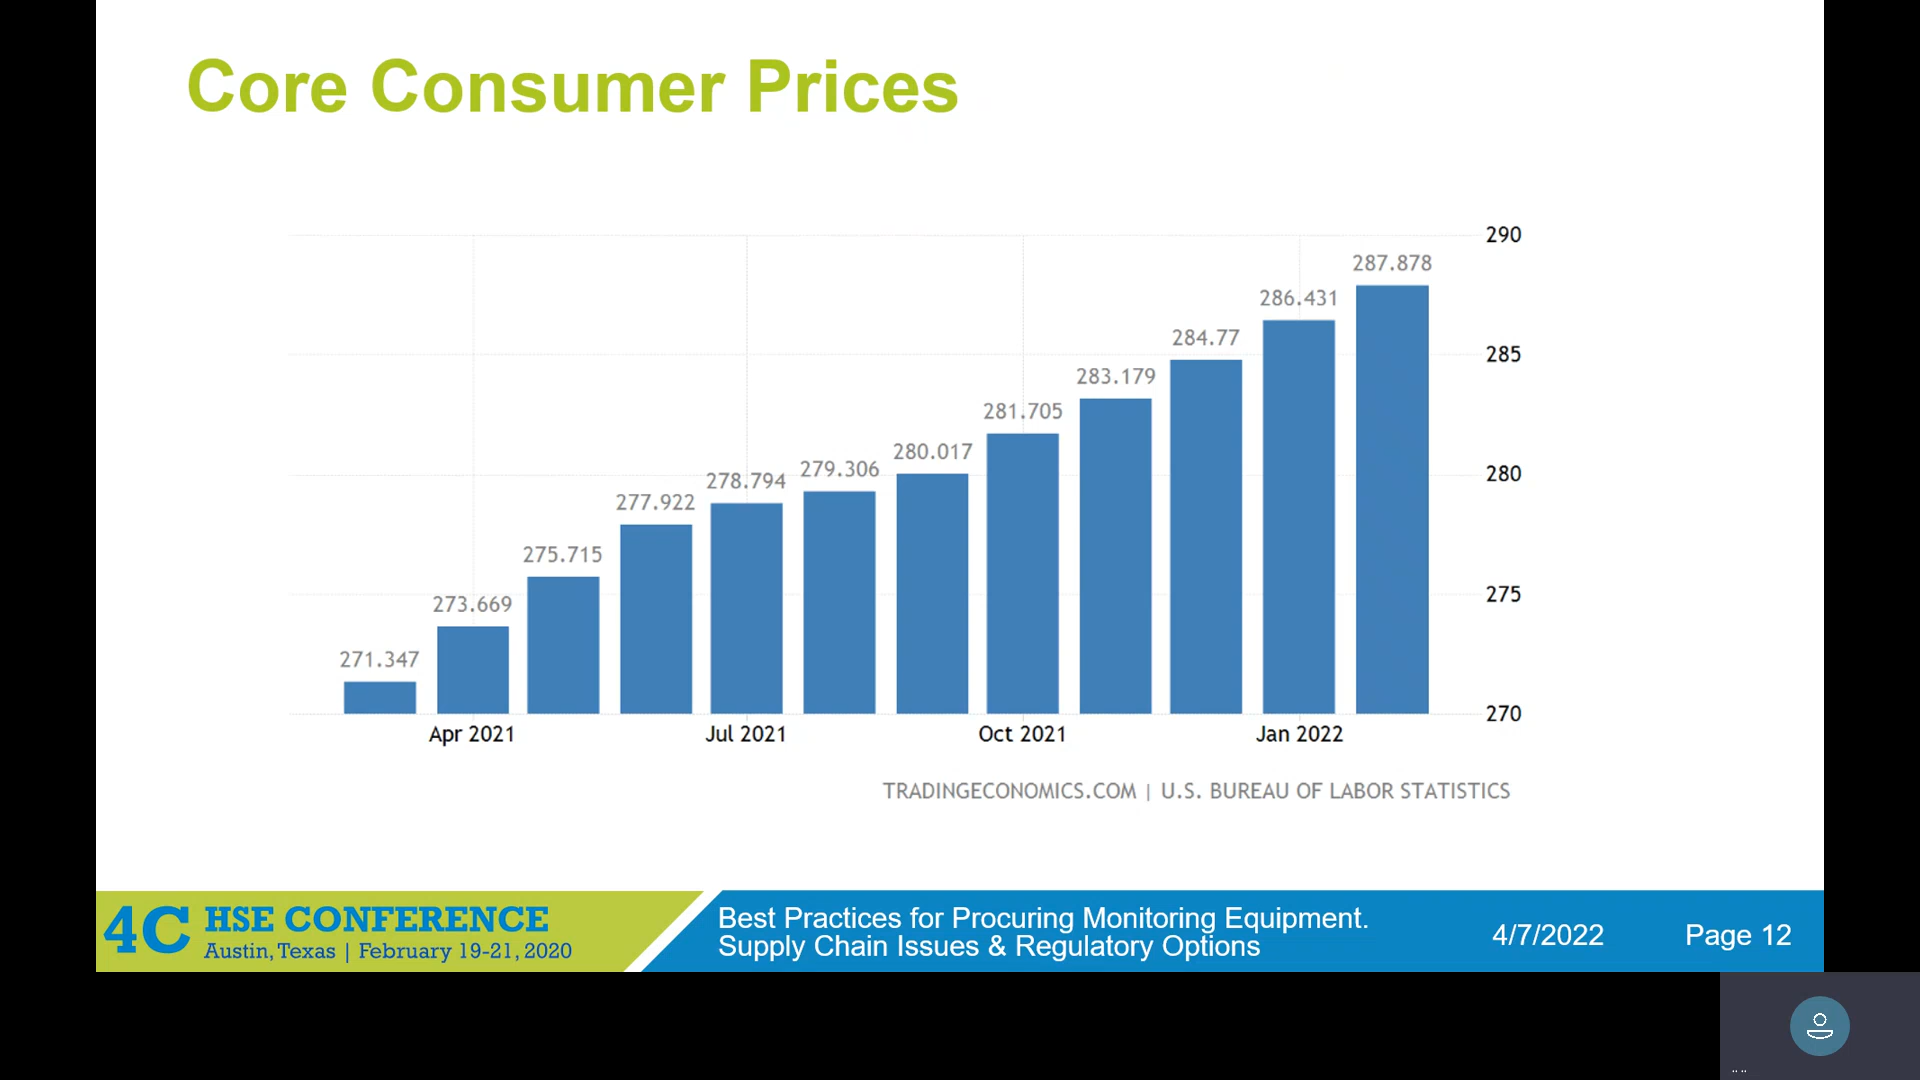 Core Consumer Prices
290
287.878
286.431
284.77
285
283.179
281.705
280.017
279.306
278.794
280
277.922
275.715
273.669
275
271.347
270
Apr 2021
Jul 2021
Oct 2021
Jan 2022
TRADINGECONOMICS.COM | U.S. BUREAU OF LABOR STATISTICS
4C HSE CONFERENCE
Austin, Texas | February 19-21, 2020
Best Practices for Procuring Monitoring Equipment.
Supply Chain Issues & Regulatory Options
4/7/2022
Page 12